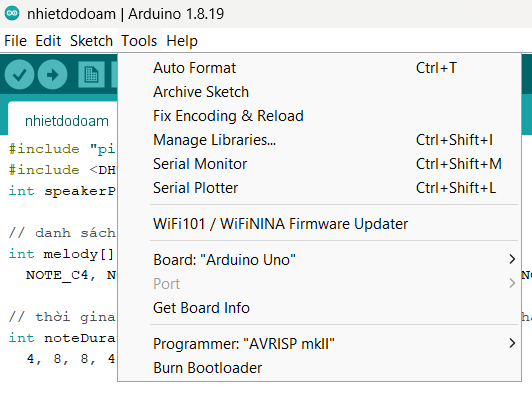 nhietdodoam | Arduino 1.8.19
File Edit Sketch Tools Help
Auto Format Ctrl+T
Archive Sketch
nhietdodoam
Fix Encoding & Reload
#include "pi
Manage Libraries... Ctrl+Shift+I
#include <DH
Serial Monitor Ctrl+Shift+M
int speakerP
Serial Plotter Ctrl+Shift+L
// danh sách
WiFi101 / WiFiNINA Firmware Updater
int melody[]
Board: "Arduino Uno"
NOTE_C4, N
Port
Get Board Info
// thời gina
int noteDura
Programmer: "AVRISP mkII"
4, 8, 8, 4
Burn Bootloader